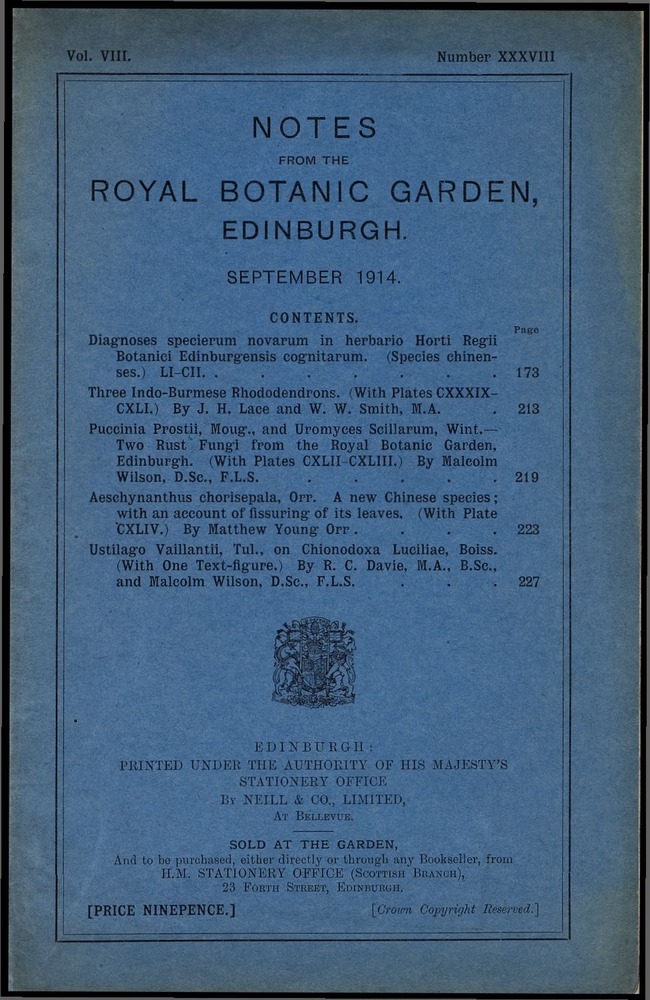 Vol. VIII. Number XXXVIII
NOTES
FROM THE
ROYAL BOTANIC GARDEN,
EDINBURGH.
SEPTEMBER 1914.
CONTENTS.
Page
Diagnoses specierum novarum in herbario Horti Regii
Botanici Edinburgensis cognitarum. (Species chinen-
ses.) LI-CII. . . . . . . . 173
Three Indo-Burmese Rhododendrons. (With Plates CXXXIX-
CXLI.) By J. H. Lace and W. W. Smith, M.A. . 213
Puccinia Prostii, Moug., and Uromyces Scillarum, Wint.—
Two Rust Fungi from the Royal Botanic Garden,
Edinburgh. (With Plates CXLII-CXLIII.) By Malcolm
Wilson, D.Sc., F.L.S. . . . . . 219
Aeschynanthus chorisepala, Orr. A new Chinese species;
with an account of fissuring of its leaves. (With Plate
CXLIV.) By Matthew Young Orr . . . . 223
Ustilago Vaillantii, Tul., on Chionodoxa Luciliae, Boiss.
(With One Text-figure.) By R. C. Davie, M.A., B.Sc.,
and Malcolm Wilson, D.Sc., F.L.S. . . . 227
EDINBURGH:
PRINTED UNDER THE AUTHORITY OF HIS MAJESTY'S
STATIONERY OFFICE
By NEILL & CO., LIMITED,
At Bellevue.
SOLD AT THE GARDEN,
And to be purchased, either directly or through any Bookseller, from
H.M. STATIONERY OFFICE (Scottish Branch),
23 Forth Street, Edinburgh.
[PRICE NINEPENCE.] [Crown Copyright Reserved.]